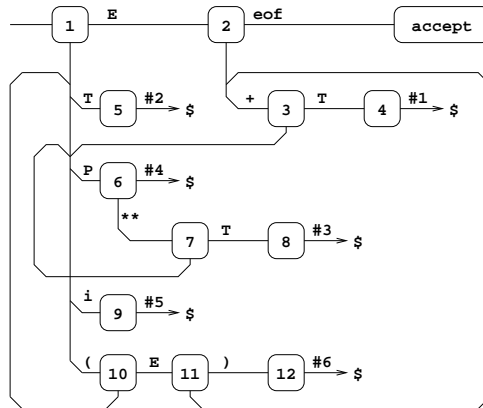 1 E 2 eof accept
T 5 #2 $ + 3 T 4 #1 $
P 6 #4 $
** 7 T 8 #3 $
i 9 #5 $
( 10 E 11 ) 12 #6 $